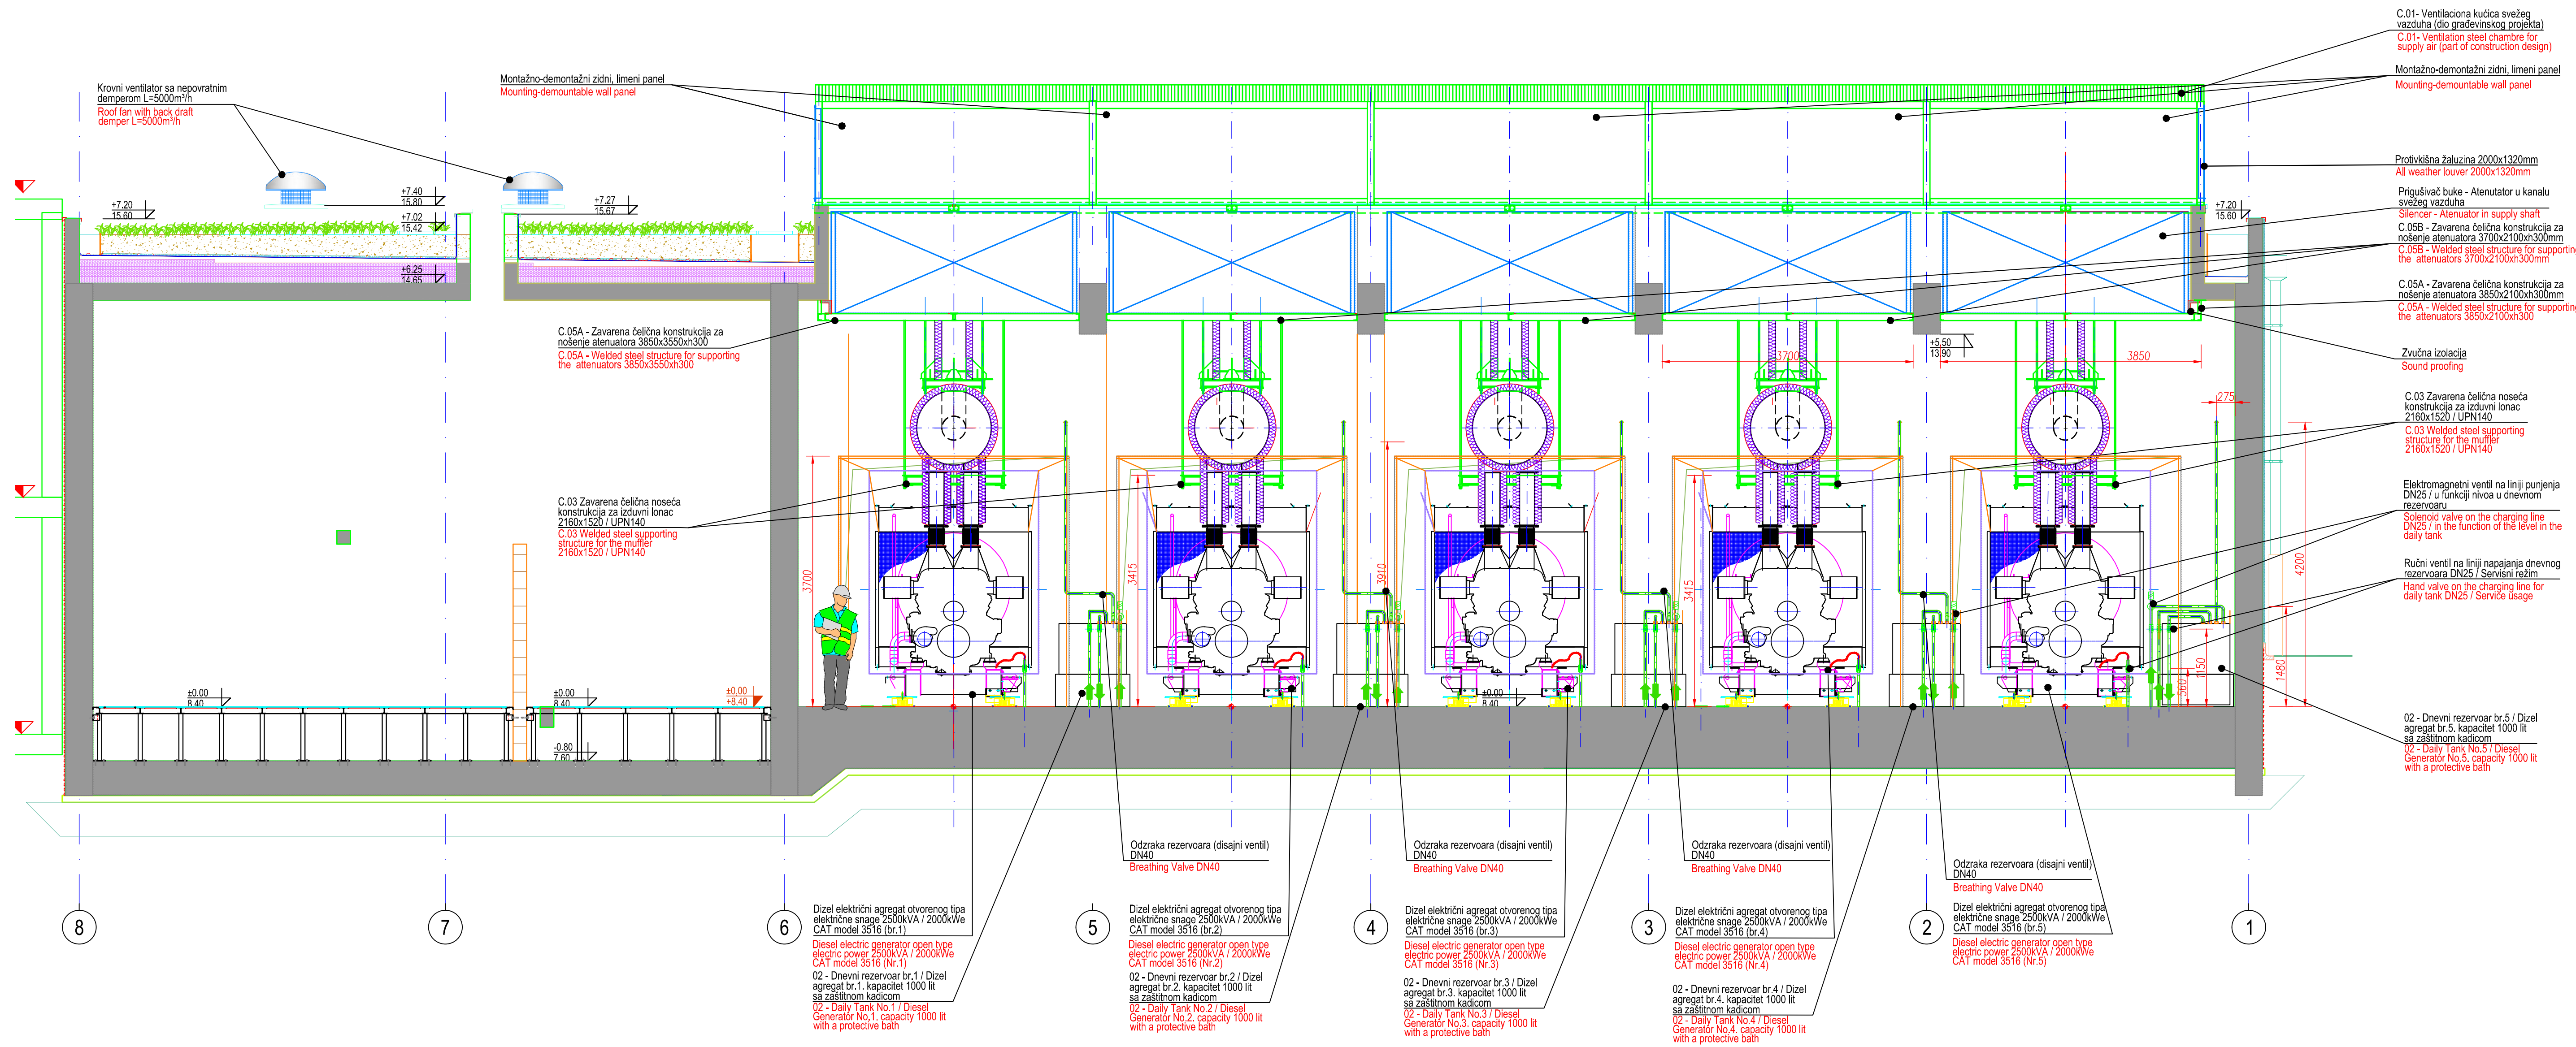 C.01- Ventilaciona kućica svežeg
vazduha (dio građevinskog projekta)
C.01- Ventilation steel chambre for
supply air (part of construction design)
Montažno-demontažni zidni, limeni panel
Mounting-demountable wall panel
Krovni ventilator sa nepovratnim
demperom L=5000m³/h
Roof fan with back draft
demper L=5000m³/h
Montažno-demontažni zidni, limeni panel
Mounting-demountable wall panel
Protivkišna žaluzina 2000x1320mm
All weather louver 2000x1320mm
Prigušivač buke - Atenutator u kanalu
svežeg vazduha
Silencer - Atenuator in supply shaft
C.05B - Zavarena čelična konstrukcija za
nošenje atenuatora 3700x2100xh300mm
C.05B - Welded steel structure for supporting
the attenuators 3700x2100xh300mm
C.05A - Zavarena čelična konstrukcija za
nošenje atenuatora 3850x2100xh300mm
C.05A - Welded steel structure for supporting
the attenuators 3850x2100xh300
Zvučna izolacija
Sound proofing
+7.20
15.60
+7.40
15.80
+7.02
15.42
+6.25
14.65
+7.27
15.67
+7.20
15.60
C.05A - Zavarena čelična konstrukcija za
nošenje atenuatora 3850x3550xh300
C.05A - Welded steel structure for supporting
the attenuators 3850x3550xh300
+5,50
13.90
3700
3850
275
C.03 Zavarena čelična noseća
konstrukcija za izduvni lonac
2160x1520 / UPN140
C.03 Welded steel supporting
structure for the muffler
2160x1520 / UPN140
C.03 Zavarena čelična noseća
konstrukcija za izduvni lonac
2160x1520 / UPN140
C.03 Welded steel supporting
structure for the muffler
2160x1520 / UPN140
Elektromagnetni ventil na liniji punjenja
DN25 / u funkciji nivoa u dnevnom
rezervoaru
Solenoid valve on the charging line
DN25 / in the function of the level in the
daily tank
Ručni ventil na liniji napajanja dnevnog
rezervoara DN25 / Servisni režim
Hand valve on the charging line for
daily tank DN25 / Service usage
3700
3415
3910
3415
4200
560
1150
1480
±0.00
8.40
±0.00
8.40
±0.00
+8.40
±0.00
8.40
-0.80
7.60
02 - Dnevni rezervoar br.5 / Dizel
agregat br.5. kapacitet 1000 lit
sa zaštitnom kadicom
02 - Daily Tank No.5 / Diesel
Generator No.5. capacity 1000 lit
with a protective bath
Odzraka rezervoara (disajni ventil)
DN40
Breathing Valve DN40
Odzraka rezervoara (disajni ventil)
DN40
Breathing Valve DN40
Odzraka rezervoara (disajni ventil)
DN40
Breathing Valve DN40
Odzraka rezervoara (disajni ventil)
DN40
Breathing Valve DN40
8
7
6
5
4
3
2
1
Dizel električni agregat otvorenog tipa
električne snage 2500kVA / 2000kWe
CAT model 3516 (br.1)
Diesel electric generator open type
electric power 2500kVA / 2000kWe
CAT model 3516 (Nr.1)
02 - Dnevni rezervoar br.1 / Dizel
agregat br.1. kapacitet 1000 lit
sa zaštitnom kadicom
02 - Daily Tank No.1 / Diesel
Generator No.1. capacity 1000 lit
with a protective bath
Dizel električni agregat otvorenog tipa
električne snage 2500kVA / 2000kWe
CAT model 3516 (br.2)
Diesel electric generator open type
electric power 2500kVA / 2000kWe
CAT model 3516 (Nr.2)
02 - Dnevni rezervoar br.2 / Dizel
agregat br.2. kapacitet 1000 lit
sa zaštitnom kadicom
02 - Daily Tank No.2 / Diesel
Generator No.2. capacity 1000 lit
with a protective bath
Dizel električni agregat otvorenog tipa
električne snage 2500kVA / 2000kWe
CAT model 3516 (br.3)
Diesel electric generator open type
electric power 2500kVA / 2000kWe
CAT model 3516 (Nr.3)
02 - Dnevni rezervoar br.3 / Dizel
agregat br.3. kapacitet 1000 lit
sa zaštitnom kadicom
02 - Daily Tank No.3 / Diesel
Generator No.3. capacity 1000 lit
with a protective bath
Dizel električni agregat otvorenog tipa
električne snage 2500kVA / 2000kWe
CAT model 3516 (br.4)
Diesel electric generator open type
electric power 2500kVA / 2000kWe
CAT model 3516 (Nr.4)
02 - Dnevni rezervoar br.4 / Dizel
agregat br.4. kapacitet 1000 lit
sa zaštitnom kadicom
02 - Daily Tank No.4 / Diesel
Generator No.4. capacity 1000 lit
with a protective bath
Dizel električni agregat otvorenog tipa
električne snage 2500kVA / 2000kWe
CAT model 3516 (br.5)
Diesel electric generator open type
electric power 2500kVA / 2000kWe
CAT model 3516 (Nr.5)